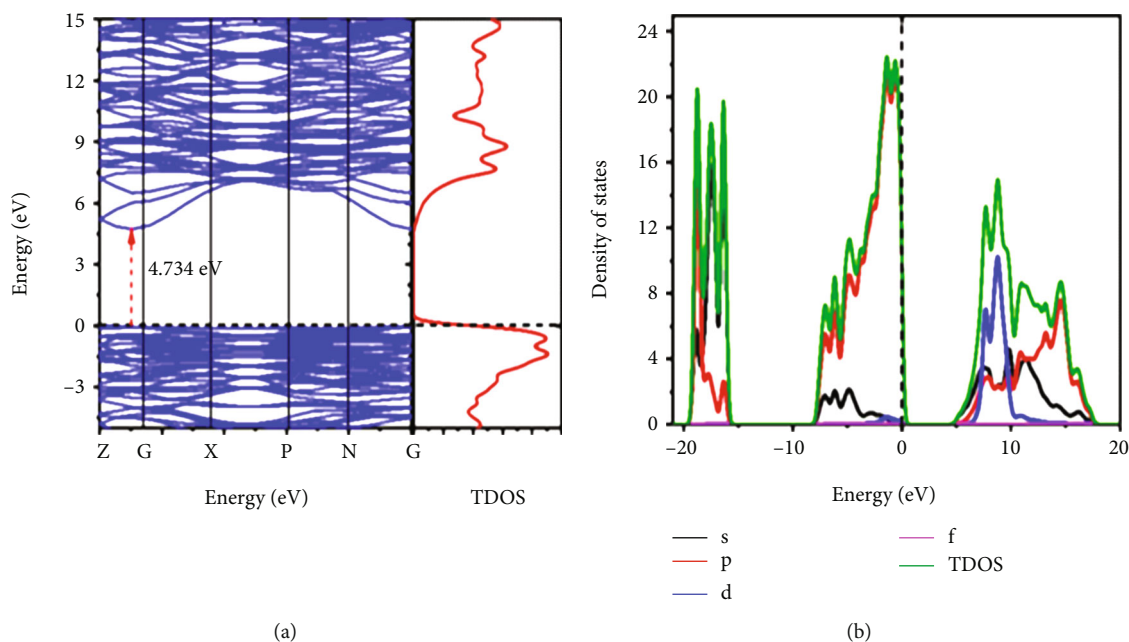 15
12
9
6
3
0
−3
Energy (eV)
4.734 eV
Z G X P N G
Energy (eV) TDOS
(a)
24
20
16
12
8
4
0
Density of states
−20 −10 0 10 20
Energy (eV)
s
p
d
f
TDOS
(b)